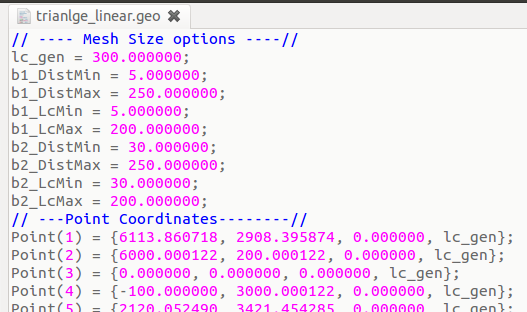 trianlge_linear.geo
// ---- Mesh Size options ----//
lc_gen = 300.000000;
b1_DistMin = 5.000000;
b1_DistMax = 250.000000;
b1_LcMin = 5.000000;
b1_LcMax = 200.000000;
b2_DistMin = 30.000000;
b2_DistMax = 250.000000;
b2_LcMin = 30.000000;
b2_LcMax = 200.000000;
// ---Point Coordinates--------//
Point(1) = {6113.860718, 2908.395874, 0.000000, lc_gen};
Point(2) = {6000.000122, 200.000122, 0.000000, lc_gen};
Point(3) = {0.000000, 0.000000, 0.000000, lc_gen};
Point(4) = {-100.000000, 3000.000122, 0.000000, lc_gen};
Point(5) = {2120.052490, 3421.454285, 0.000000, lc_gen};